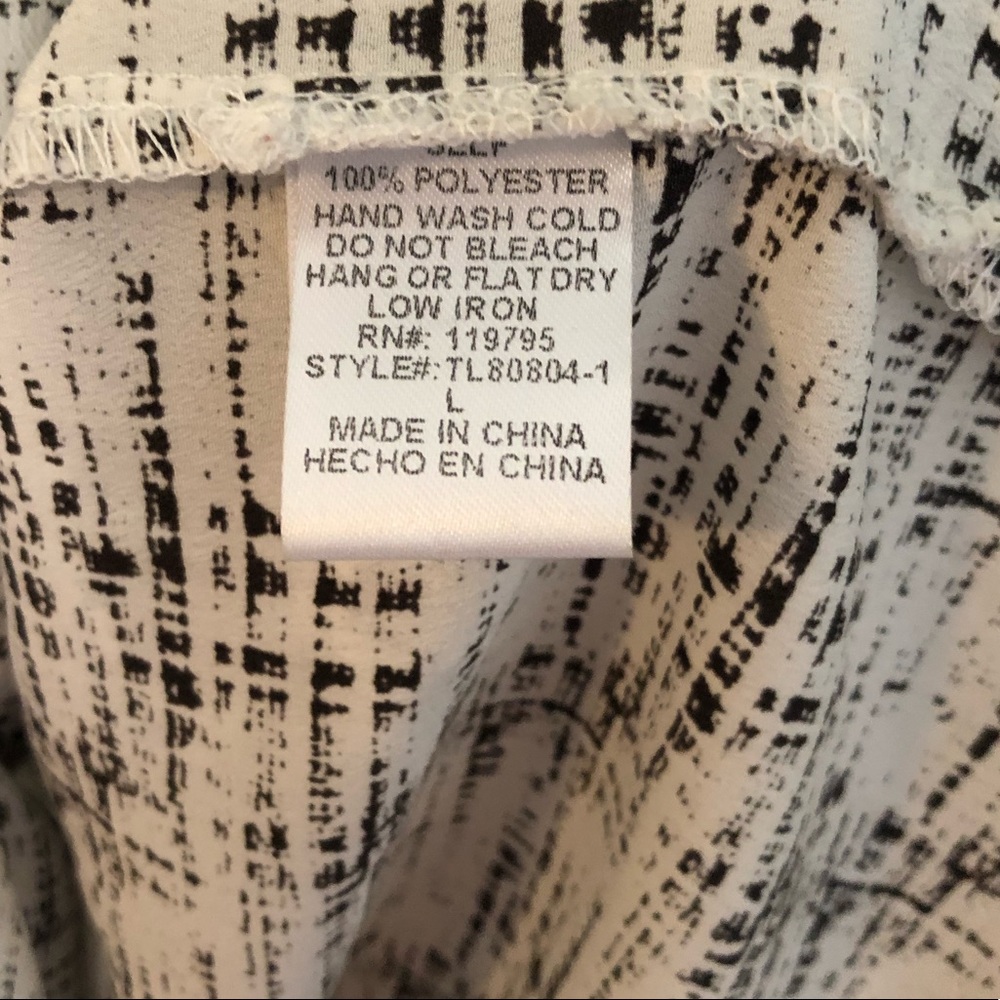 100% POLYESTER
HAND WASH COLD
DO NOT BLEACH
HANG OR FLAT DRY
LOW IRON
RN#: 119795
STYLE#:TL80804-1
L
MADE IN CHINA
HECHO EN CHINA